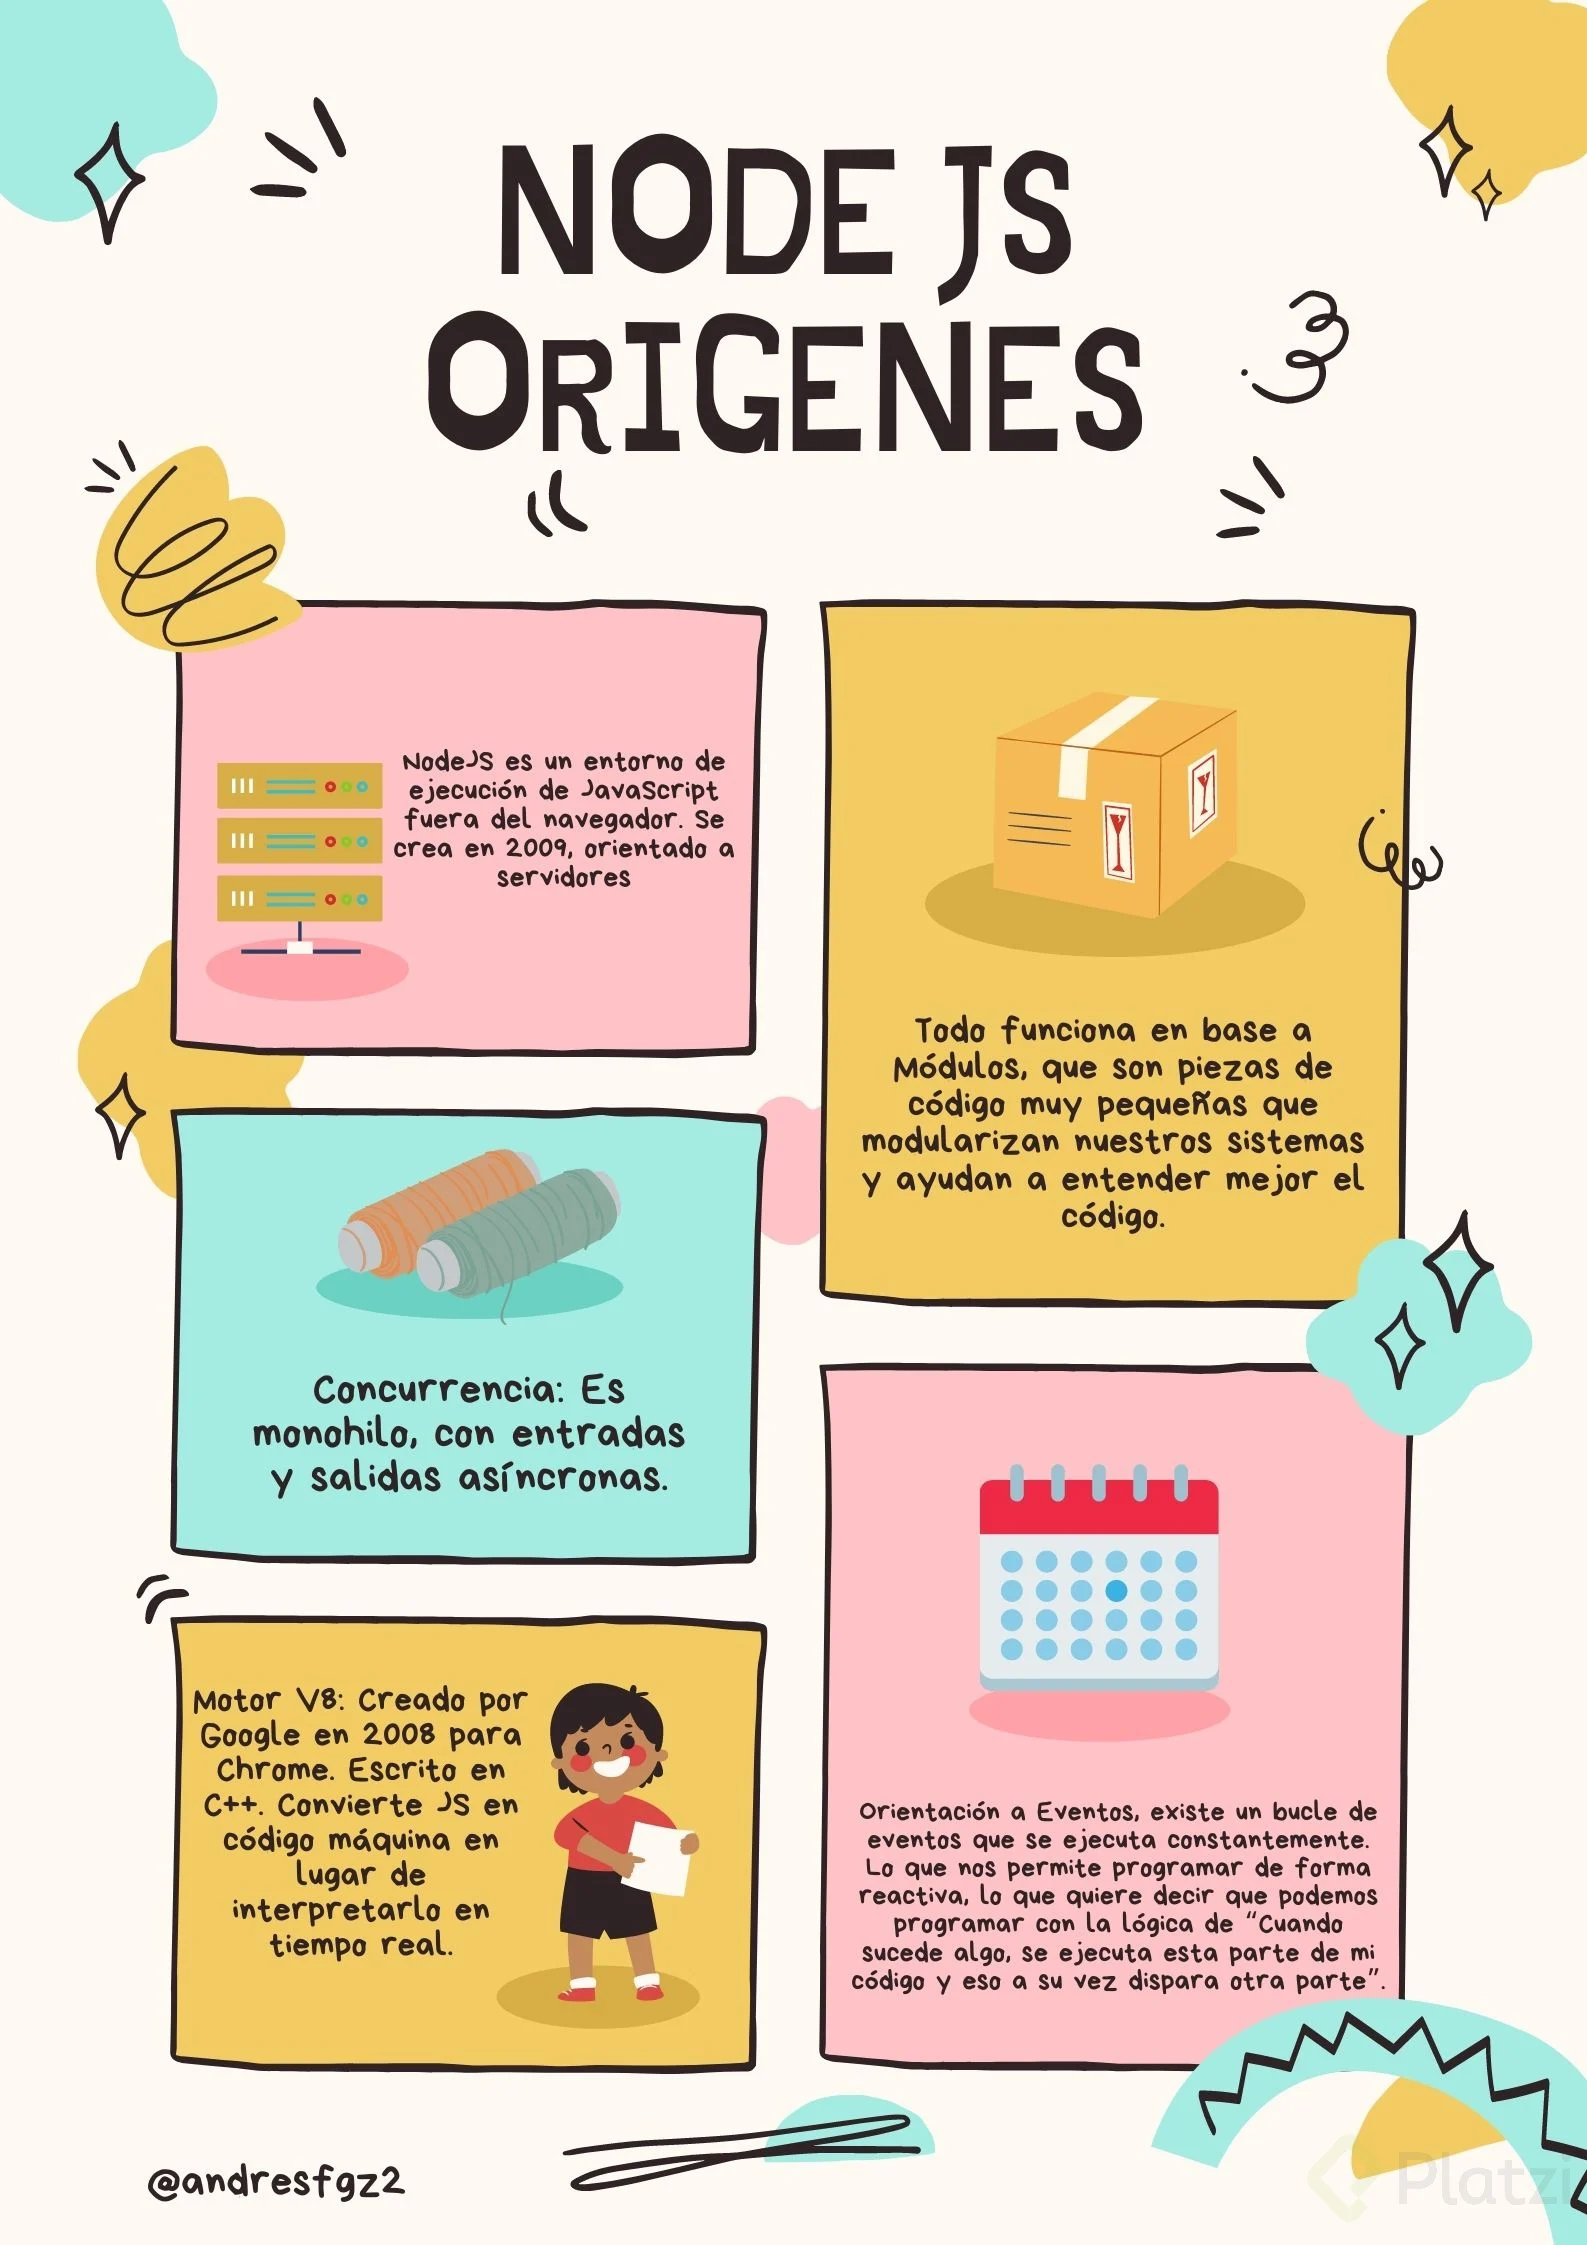 NODE JS
ORIGENES
NodeJS es un entorno de
ejecución de JavaScript
fuera del navegador. Se
crea en 2009, orientado a
servidores
Todo funciona en base a
Módulos, que son piezas de
código muy pequeñas que
modularizan nuestros sistemas
y ayudan a entender mejor el
código.
Concurrencia: Es
monohilo, con entradas
y salidas asíncronas.
Motor V8: Creado por
Google en 2008 para
Chrome. Escrito en
C++. Convierte JS en
código máquina en
lugar de
interpretarlo en
tiempo real.
Orientación a Eventos, existe un bucle de
eventos que se ejecuta constantemente.
Lo que nos permite programar de forma
reactiva, lo que quiere decir que podemos
programar con la lógica de “Cuando
sucede algo, se ejecuta esta parte de mi
código y eso a su vez dispara otra parte”.
@andresfgz2
Platzi